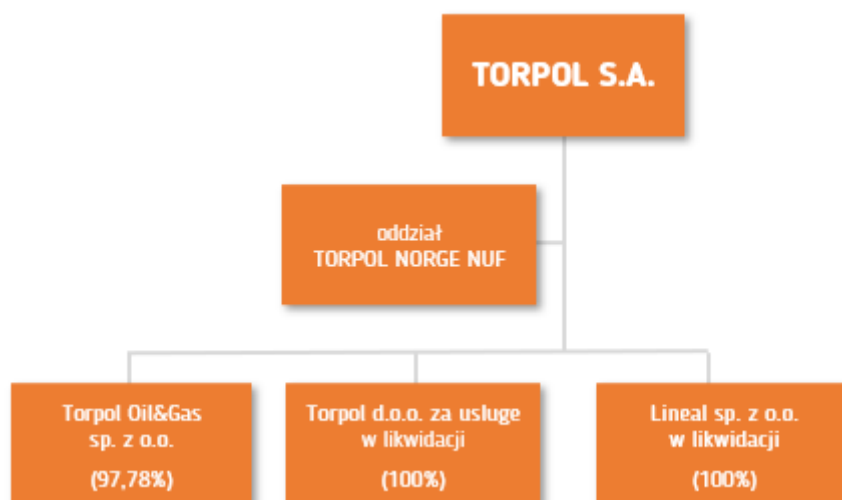 TORPOL S.A.
oddział
TORPOL NORGE NUF
Torpol Oil&Gas
sp. z o.o.
(97,78%)
Torpol d.o.o. za usluge
w likwidacji
(100%)
Lineal sp. z o.o.
w likwidacji
(100%)